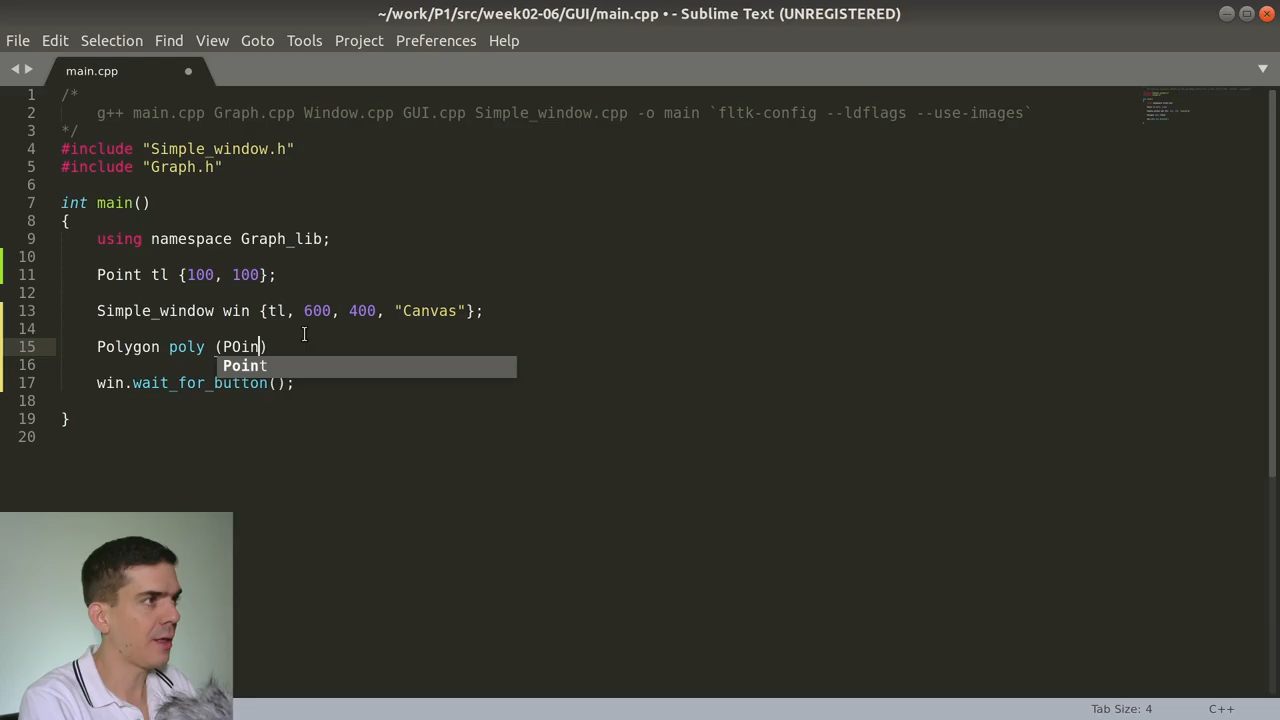 ~/work/P1/src/week02-06/GUI/main.cpp • - Sublime Text (UNREGISTERED)
File Edit Selection Find View Goto Tools Project Preferences Help
main.cpp
1 /*
2 g++ main.cpp Graph.cpp Window.cpp GUI.cpp Simple_window.cpp -o main `fltk-config --ldflags --use-images`
3 */
4 #include "Simple_window.h"
5 #include "Graph.h"
6
7 int main()
8 {
9 using namespace Graph_lib;
10
11 Point tl {100, 100};
12
13 Simple_window win {tl, 600, 400, "Canvas"};
14
15 Polygon poly (POin)
16 Point
17 win.wait_for_button();
18
19 }
20
Tab Size: 4 C++